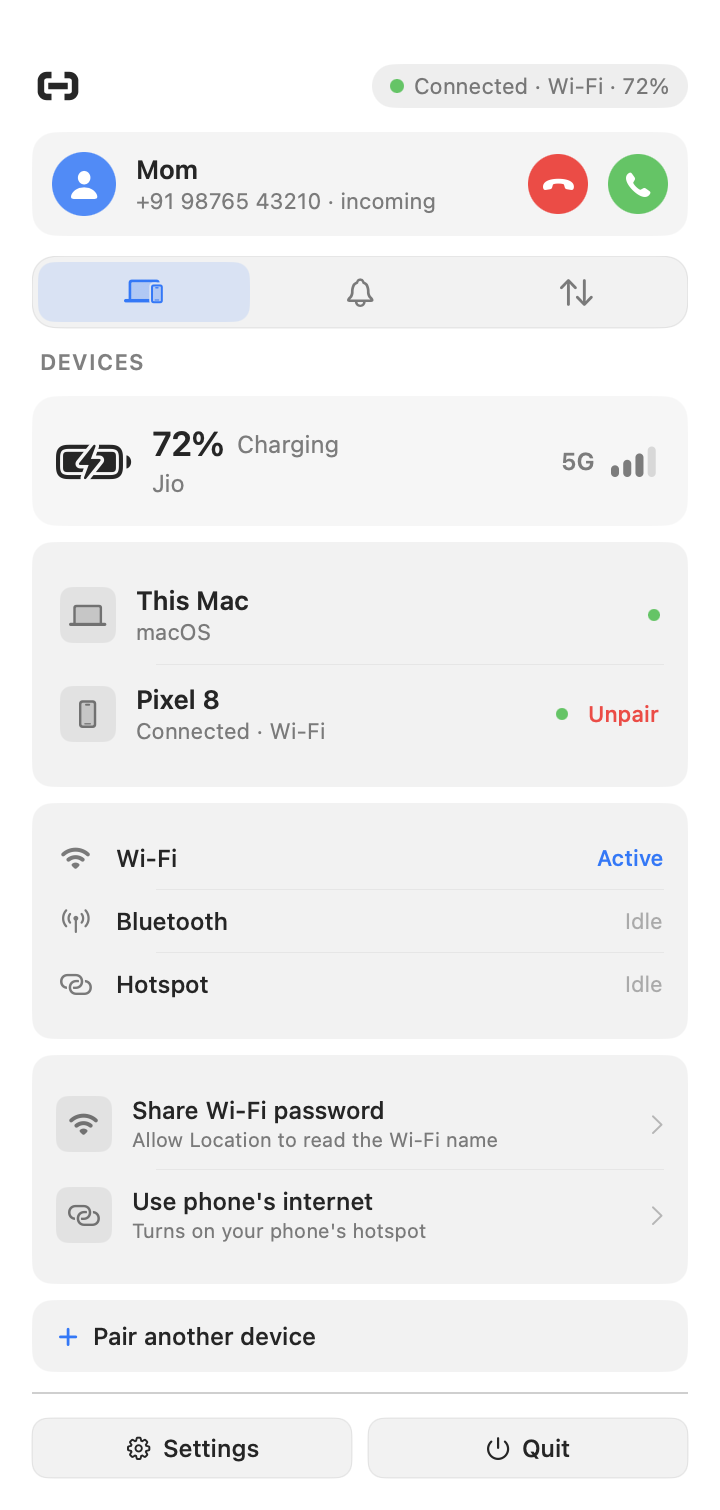 Connected · Wi-Fi · 72%
Mom
+91 98765 43210 · incoming
DEVICES
72% Charging
Jio
5G
This Mac
macOS
Pixel 8
Connected · Wi-Fi
Unpair
Wi-Fi
Active
Bluetooth
Idle
Hotspot
Idle
Share Wi-Fi password
Allow Location to read the Wi-Fi name
Use phone's internet
Turns on your phone's hotspot
Pair another device
Settings
Quit